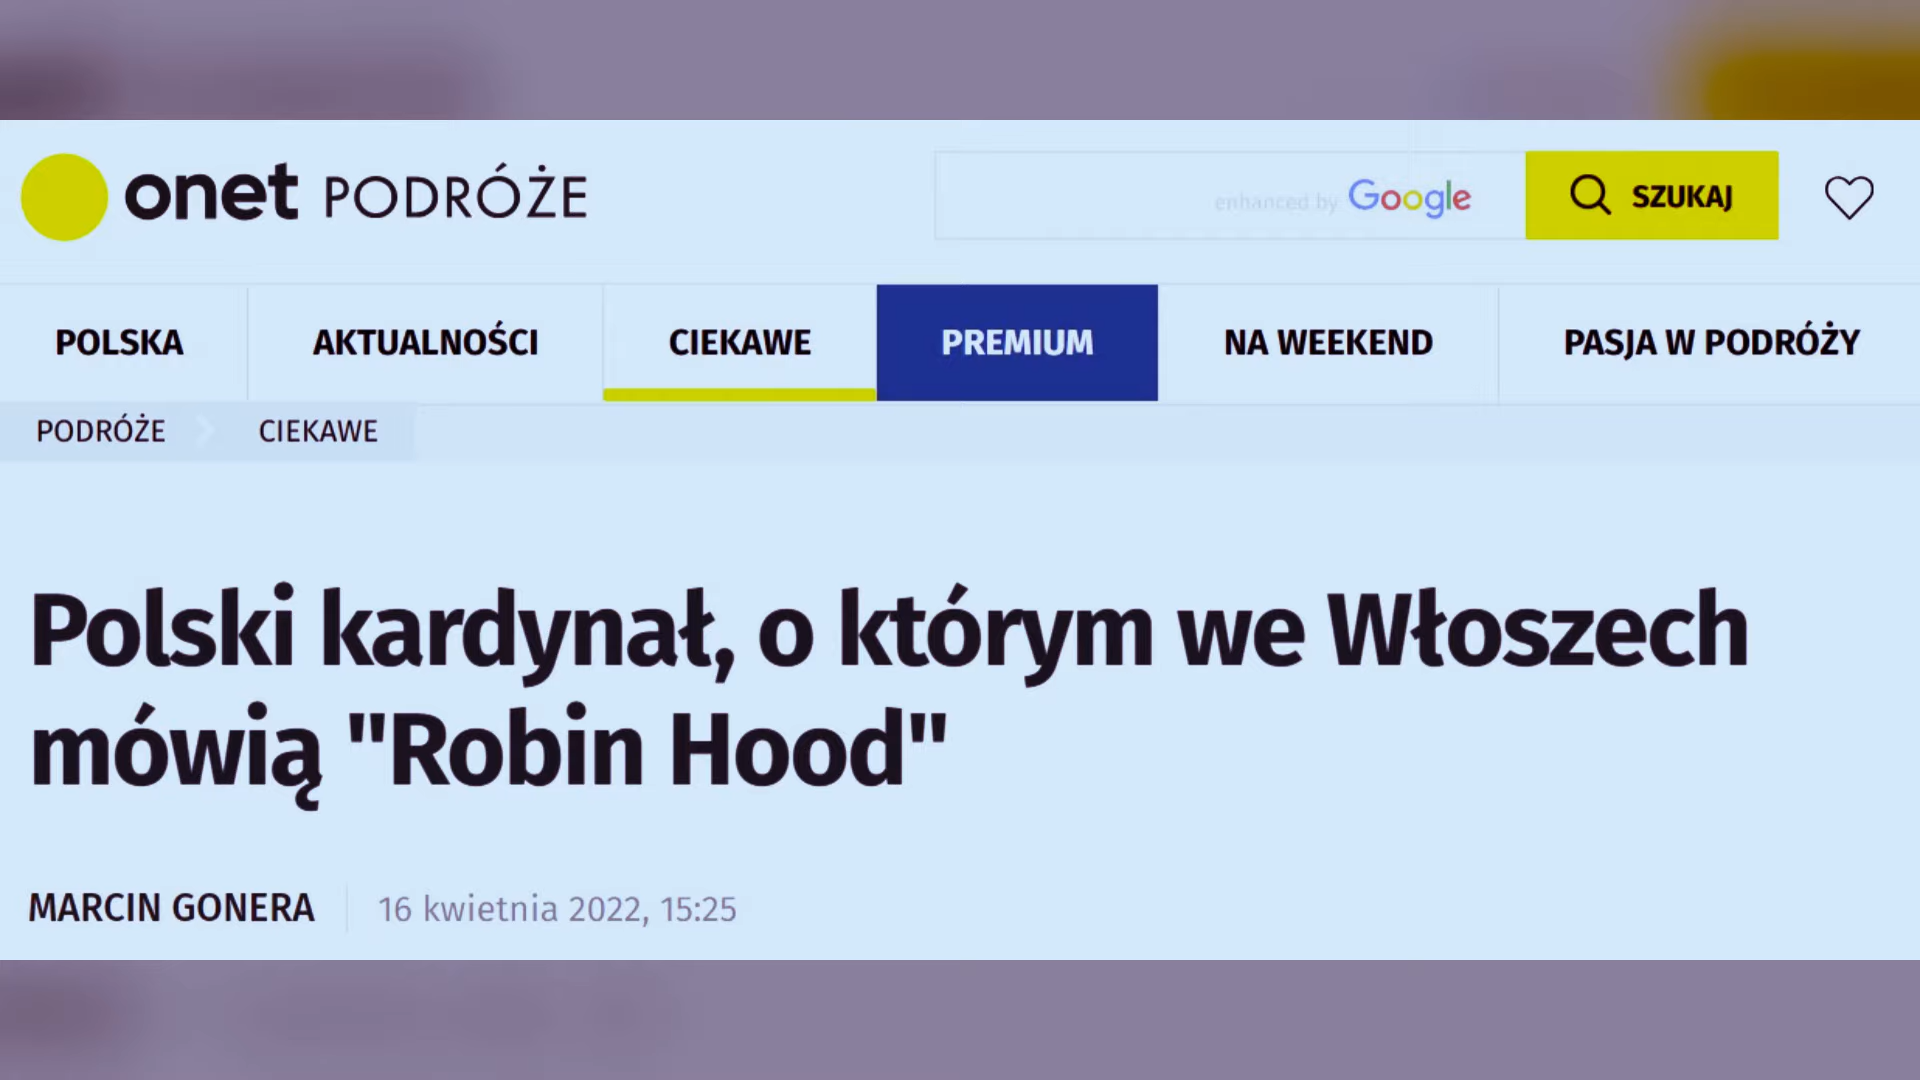 onet PODRÓŻE
enhanced by Google
SZUKAJ
POLSKA AKTUALNOŚCI CIEKAWE PREMIUM NA WEEKEND PASJA W PODRÓŻY
PODRÓŻE CIEKAWE
Polski kardynał, o którym we Włoszech
mówią "Robin Hood"
MARCIN GONERA 16 kwietnia 2022, 15:25